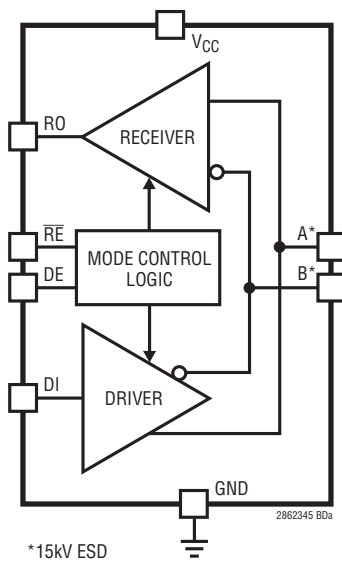 VCC
RO
RECEIVER
RE
MODE CONTROL
LOGIC
A*
DE
B*
DI
DRIVER
GND
2862345 BDa
*15kV ESD